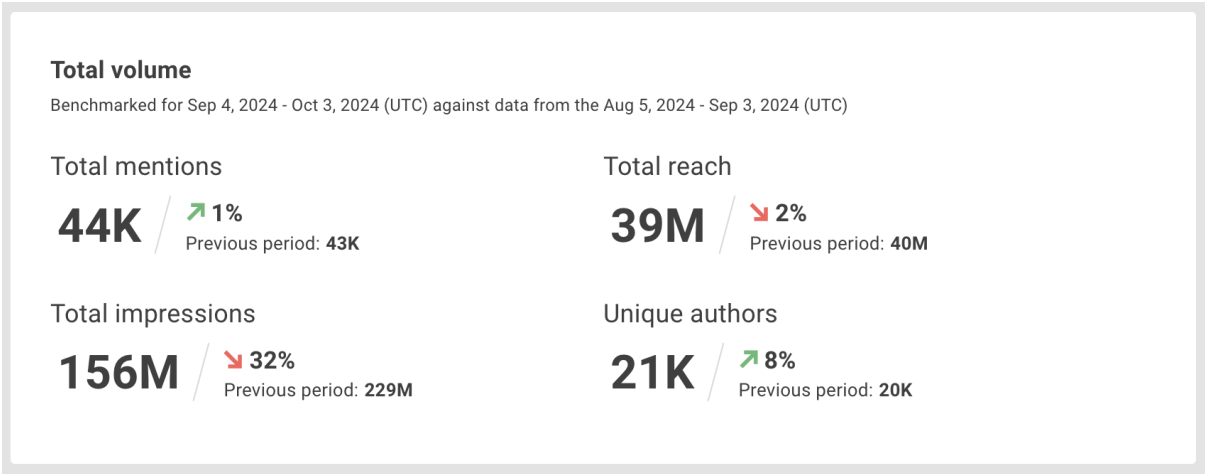 Total volume
Benchmarked for Sep 4, 2024 - Oct 3, 2024 (UTC) against data from the Aug 5, 2024 - Sep 3, 2024 (UTC)
Total mentions
44K
1%
Previous period: 43K
Total reach
39M
2%
Previous period: 40M
Total impressions
156M
32%
Previous period: 229M
Unique authors
21K
8%
Previous period: 20K